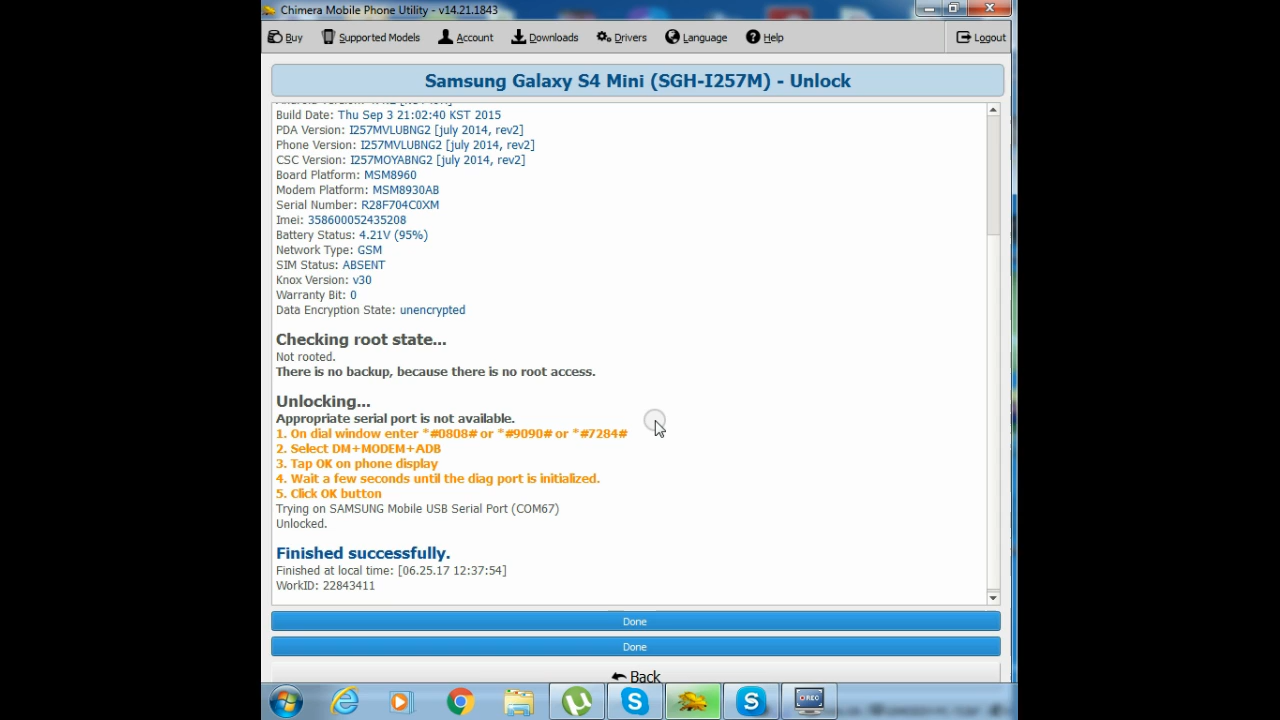 Chimera Mobile Phone Utility - v14.21.1843
Buy Supported Models Account Downloads Drivers Language Help Logout
Samsung Galaxy S4 Mini (SGH-I257M) - Unlock
Build Date: Thu Sep 3 21:02:40 KST 2015
PDA Version: I257MVLUBNG2 [july 2014, rev2]
Phone Version: I257MVLUBNG2 [july 2014, rev2]
CSC Version: I257MOYABNG2 [july 2014, rev2]
Board Platform: MSM8960
Modem Platform: MSM8930AB
Serial Number: R28F704C0XM
Imei: 358600052435208
Battery Status: 4.21V (95%)
Network Type: GSM
SIM Status: ABSENT
Knox Version: v30
Warranty Bit: 0
Data Encryption State: unencrypted
Checking root state...
Not rooted.
There is no backup, because there is no root access.
Unlocking...
Appropriate serial port is not available.
1. On dial window enter *#0808# or *#9090# or *#7284#
2. Select DM+MODEM+ADB
3. Tap OK on phone display
4. Wait a few seconds until the diag port is initialized.
5. Click OK button
Trying on SAMSUNG Mobile USB Serial Port (COM67)
Unlocked.
Finished successfully.
Finished at local time: [06.25.17 12:37:54]
WorkID: 22843411
Done
Done
Back
REC